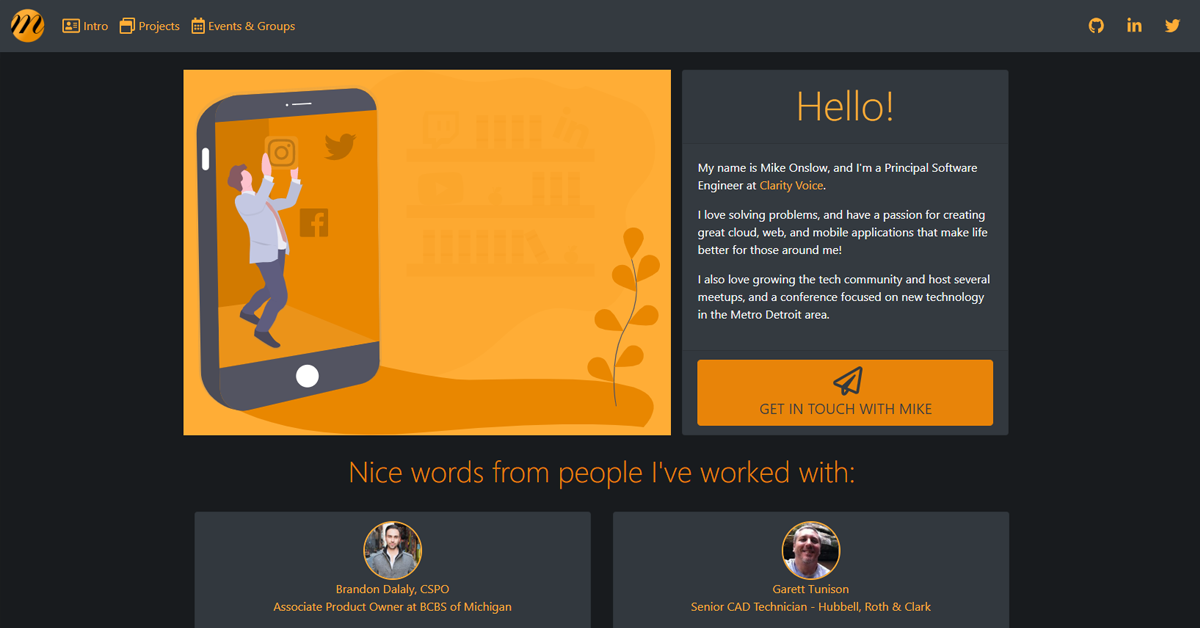 m
Intro
Projects
Events & Groups
Hello!
My name is Mike Onslow, and I'm a Principal Software
Engineer at Clarity Voice.
I love solving problems, and have a passion for creating
great cloud, web, and mobile applications that make life
better for those around me!
I also love growing the tech community and host several
meetups, and a conference focused on new technology
in the Metro Detroit area.
GET IN TOUCH WITH MIKE
Nice words from people I've worked with:
Brandon Dalaly, CSPO
Associate Product Owner at BCBS of Michigan
Garett Tunison
Senior CAD Technician - Hubbell, Roth & Clark